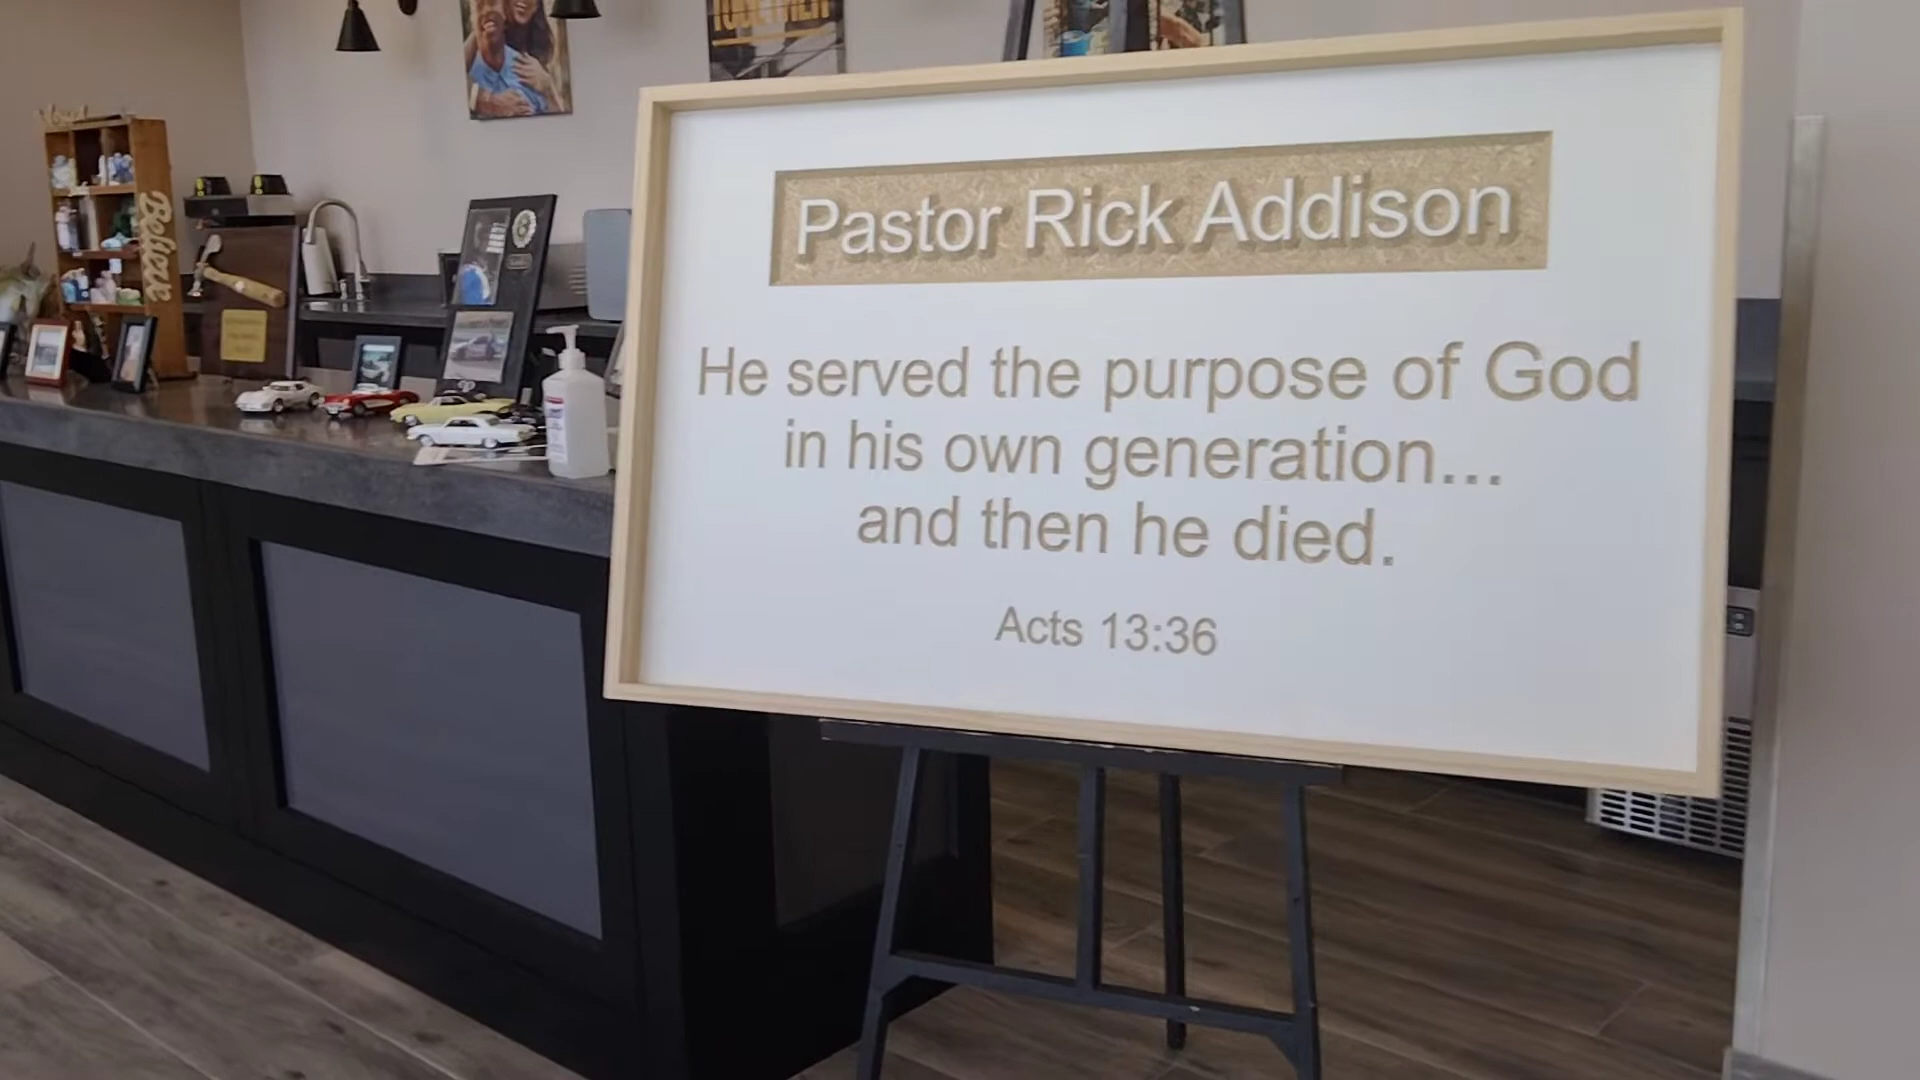 TOGETHER
Believe
Pastor Rick Addison
He served the purpose of God
in his own generation...
and then he died.
Acts 13:36